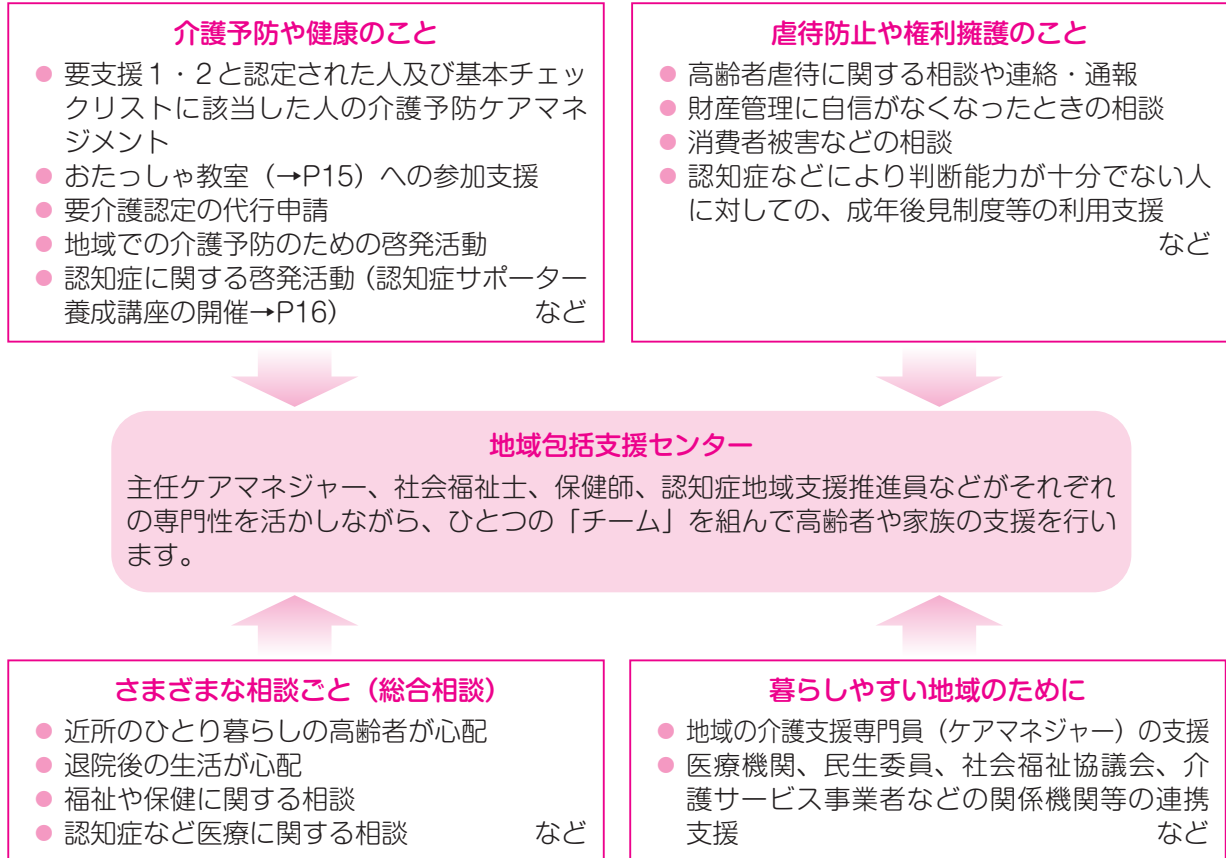 介護予防や健康のこと
● 要支援1・2と認定された人及び基本チェッ
クリストに該当した人の介護予防ケアマネ
ジメント
● おたっしゃ教室（→P15）への参加支援
● 要介護認定の代行申請
● 地域での介護予防のための啓発活動
● 認知症に関する啓発活動（認知症サポーター
養成講座の開催→P16） など
虐待防止や権利擁護のこと
● 高齢者虐待に関する相談や連絡・通報
● 財産管理に自信がなくなったときの相談
● 消費者被害などの相談
● 認知症などにより判断能力が十分でない人
に対しての、成年後見制度等の利用支援
など
地域包括支援センター
主任ケアマネジャー、社会福祉士、保健師、認知症地域支援推進員などがそれぞれ
の専門性を活かしながら、ひとつの「チーム」を組んで高齢者や家族の支援を行い
ます。
さまざまな相談ごと（総合相談）
● 近所のひとり暮らしの高齢者が心配
● 退院後の生活が心配
● 福祉や保健に関する相談
● 認知症など医療に関する相談 など
暮らしやすい地域のために
● 地域の介護支援専門員（ケアマネジャー）の支援
● 医療機関、民生委員、社会福祉協議会、介
護サービス事業者などの関係機関等の連携
支援 など